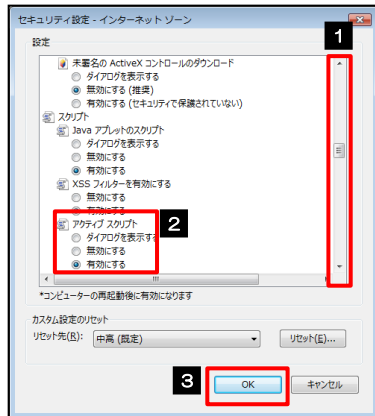 セキュリティ設定 - インターネット ゾーン
1
設定
未署名の ActiveX コントロールのダウンロード
ダイアログを表示する
無効にする (推奨)
有効にする (セキュリティで保護されていない)
スクリプト
Java アプレットのスクリプト
ダイアログを表示する
無効にする
有効にする
XSS フィルターを有効にする
無効にする
有効にする
アクティブ スクリプト
2
ダイアログを表示する
無効にする
有効にする
*コンピューターの再起動後に有効になります
カスタム設定のリセット
リセット先(R): 中高 (既定) リセット(E)...
3
OK キャンセル